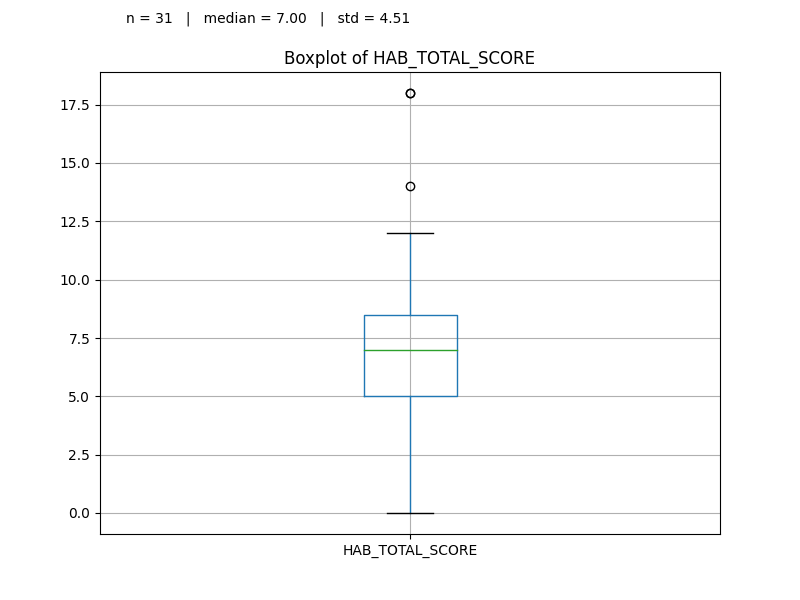 n = 31   |   median = 7.00   |   std = 4.51
Boxplot of HAB_TOTAL_SCORE
17.5
15.0
12.5
10.0
7.5
5.0
2.5
0.0
HAB_TOTAL_SCORE